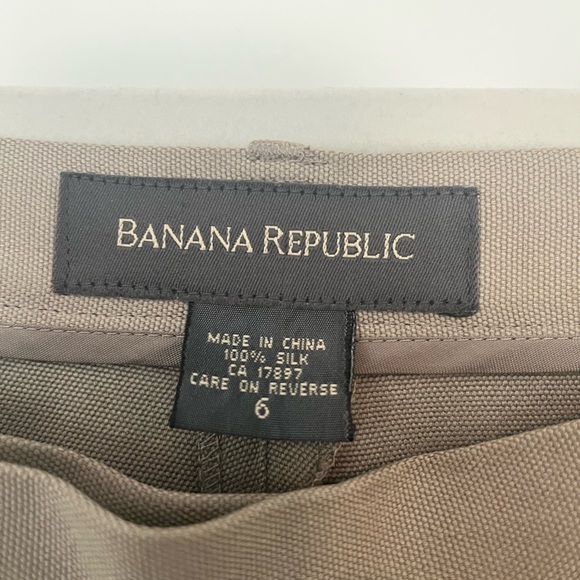 BANANA REPUBLIC
MADE IN CHINA
100% SILK
CA 17897
CARE ON REVERSE
6